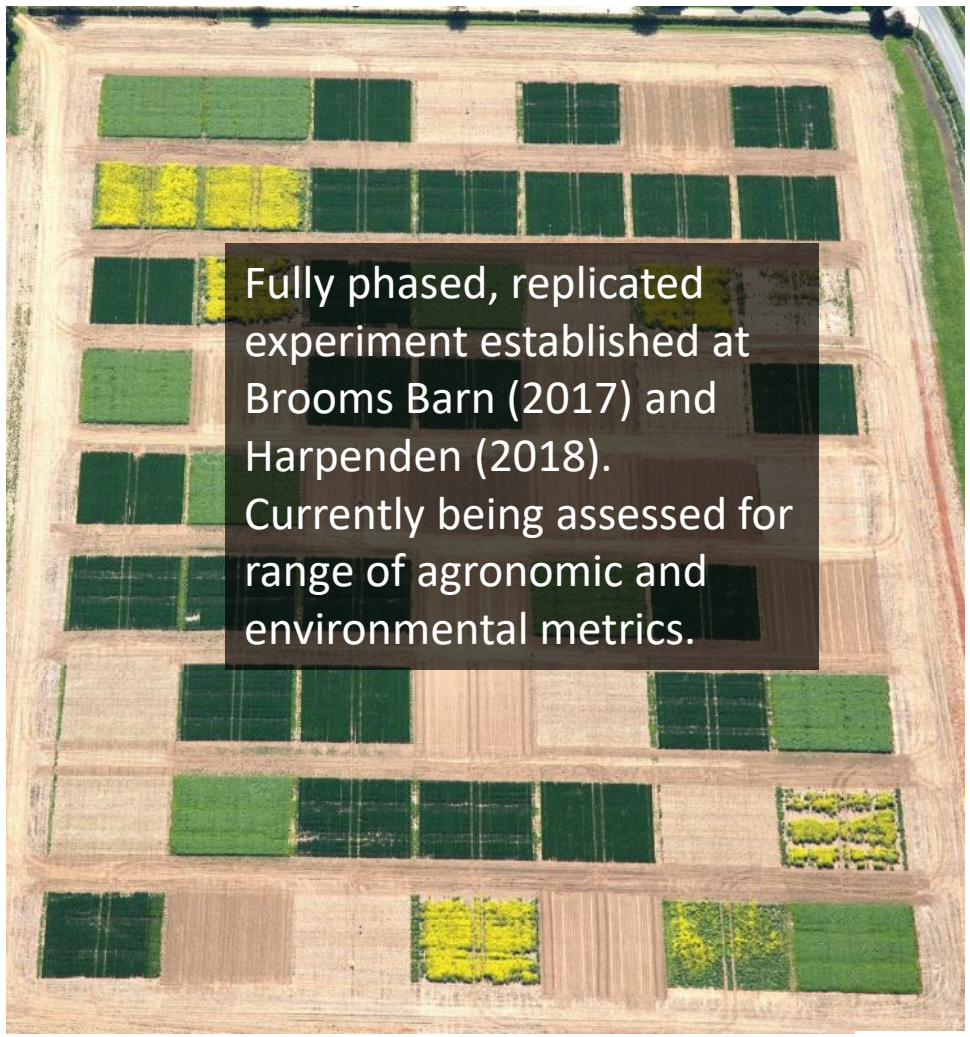 Fully phased, replicated
experiment established at
Brooms Barn (2017) and
Harpenden (2018).
Currently being assessed for
range of agronomic and
environmental metrics.